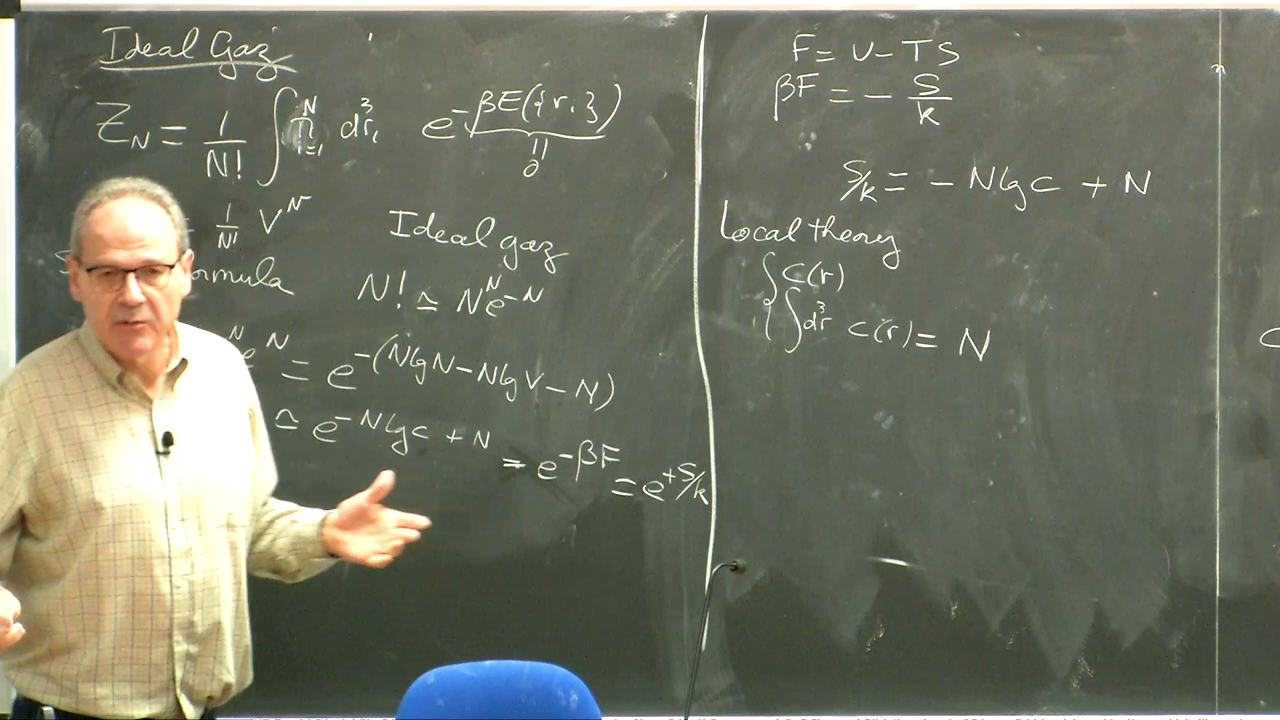 Ideal Gaz
Z_N = 1/N! ∫ Π_{i=1}^{N} d³r_i e^{-βE({r_i})}
=
0
1/N! V^N
Ideal gaz
ormula N! ≃ N^N e^{-N}
N e^N = e^{-(N lg N - N lg V - N)}
≃ e^{-N lg c + N} = e^{-βF} = e^{+S/k}
F = U - TS
βF = - S/k
S/k = - N lg c + N
Local theory
∫ c(r)
∫ d³r c(r) = N